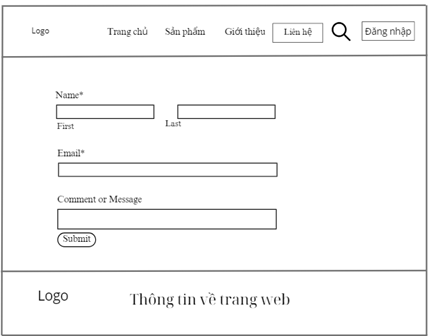 Logo Trang chủ Sản phẩm Giới thiệu Liên hệ Đăng nhập
Name*
First Last
Email*
Comment or Message
Submit
Logo Thông tin về trang web